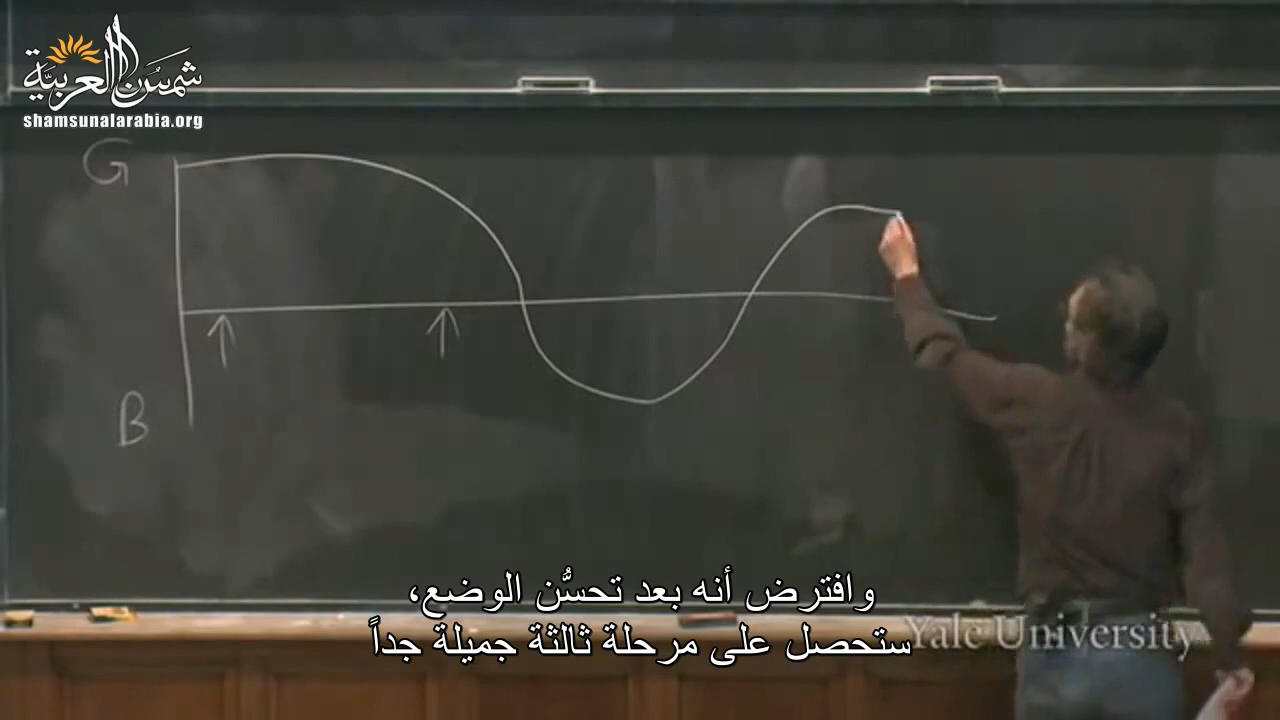 شمس العربية
shamsunalarabia.org
G
B
وافترض أنه بعد تحسُّن الوضع،
ستحصل على مرحلة ثالثة جميلة جداً
Yale University